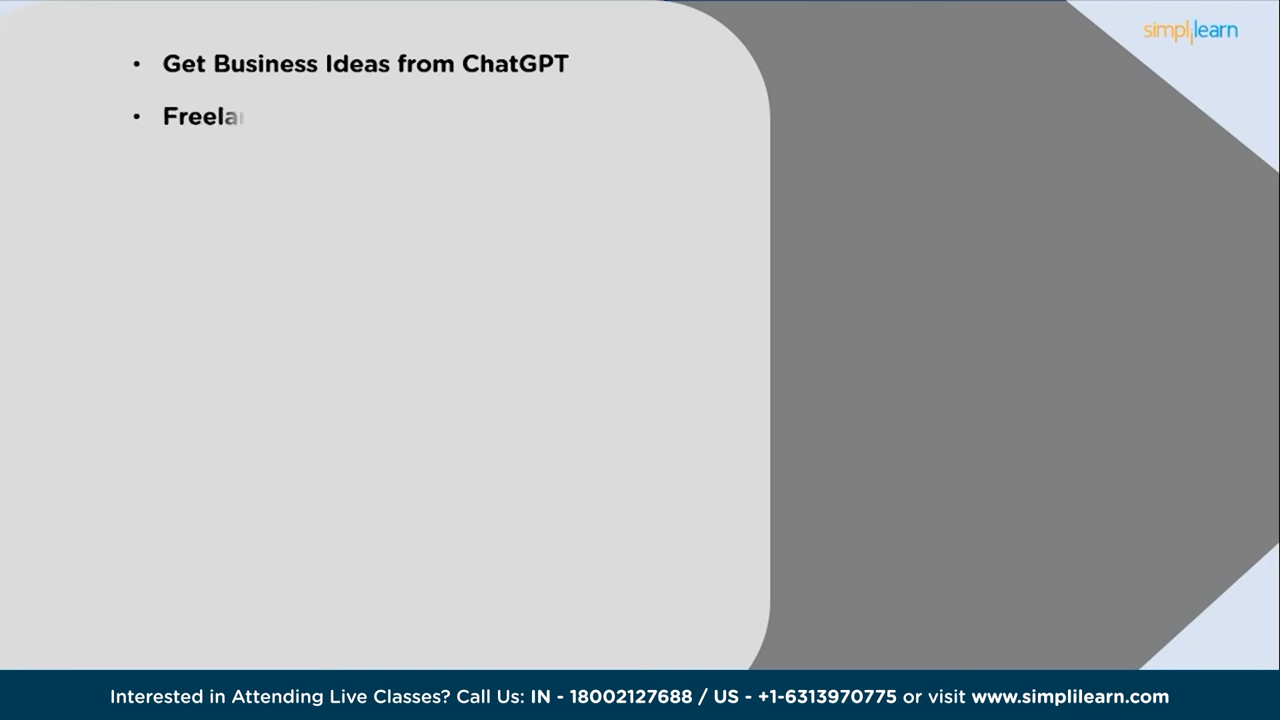 simplilearn
• Get Business Ideas from ChatGPT
• Freela
Interested in Attending Live Classes? Call Us: IN - 18002127688 / US - +1-6313970775 or visit www.simplilearn.com